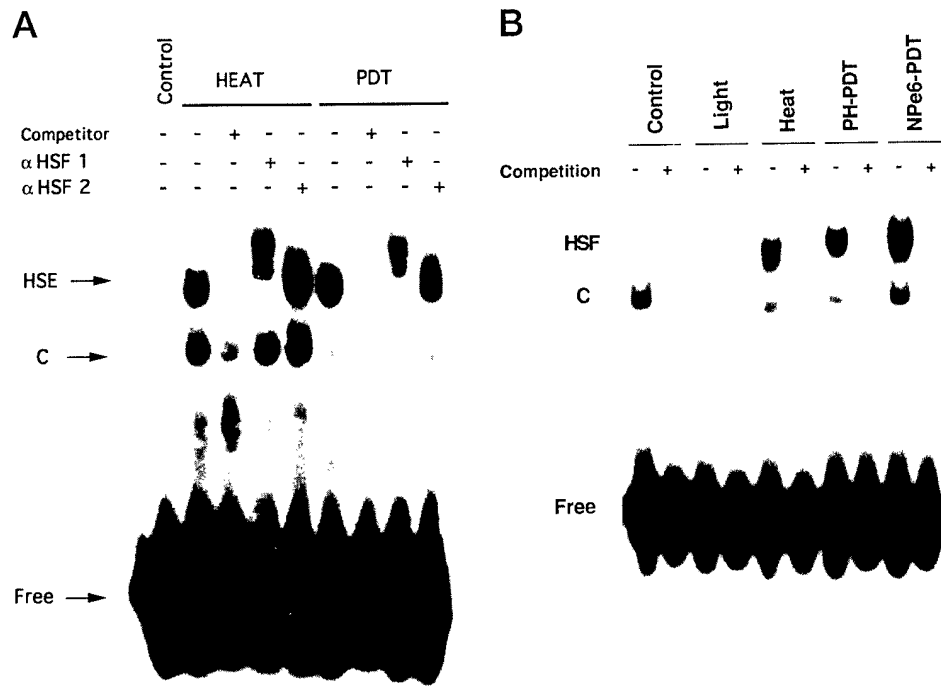 A
Control
HEAT
PDT
Competitor - - + - - - + - -
α HSF 1 - - - + - - - + -
α HSF 2 - - - - + - - - +
HSE
C
Free
B
Control
Light
Heat
PH-PDT
NPe6-PDT
Competition - + - + - + - + - +
HSF
C
Free